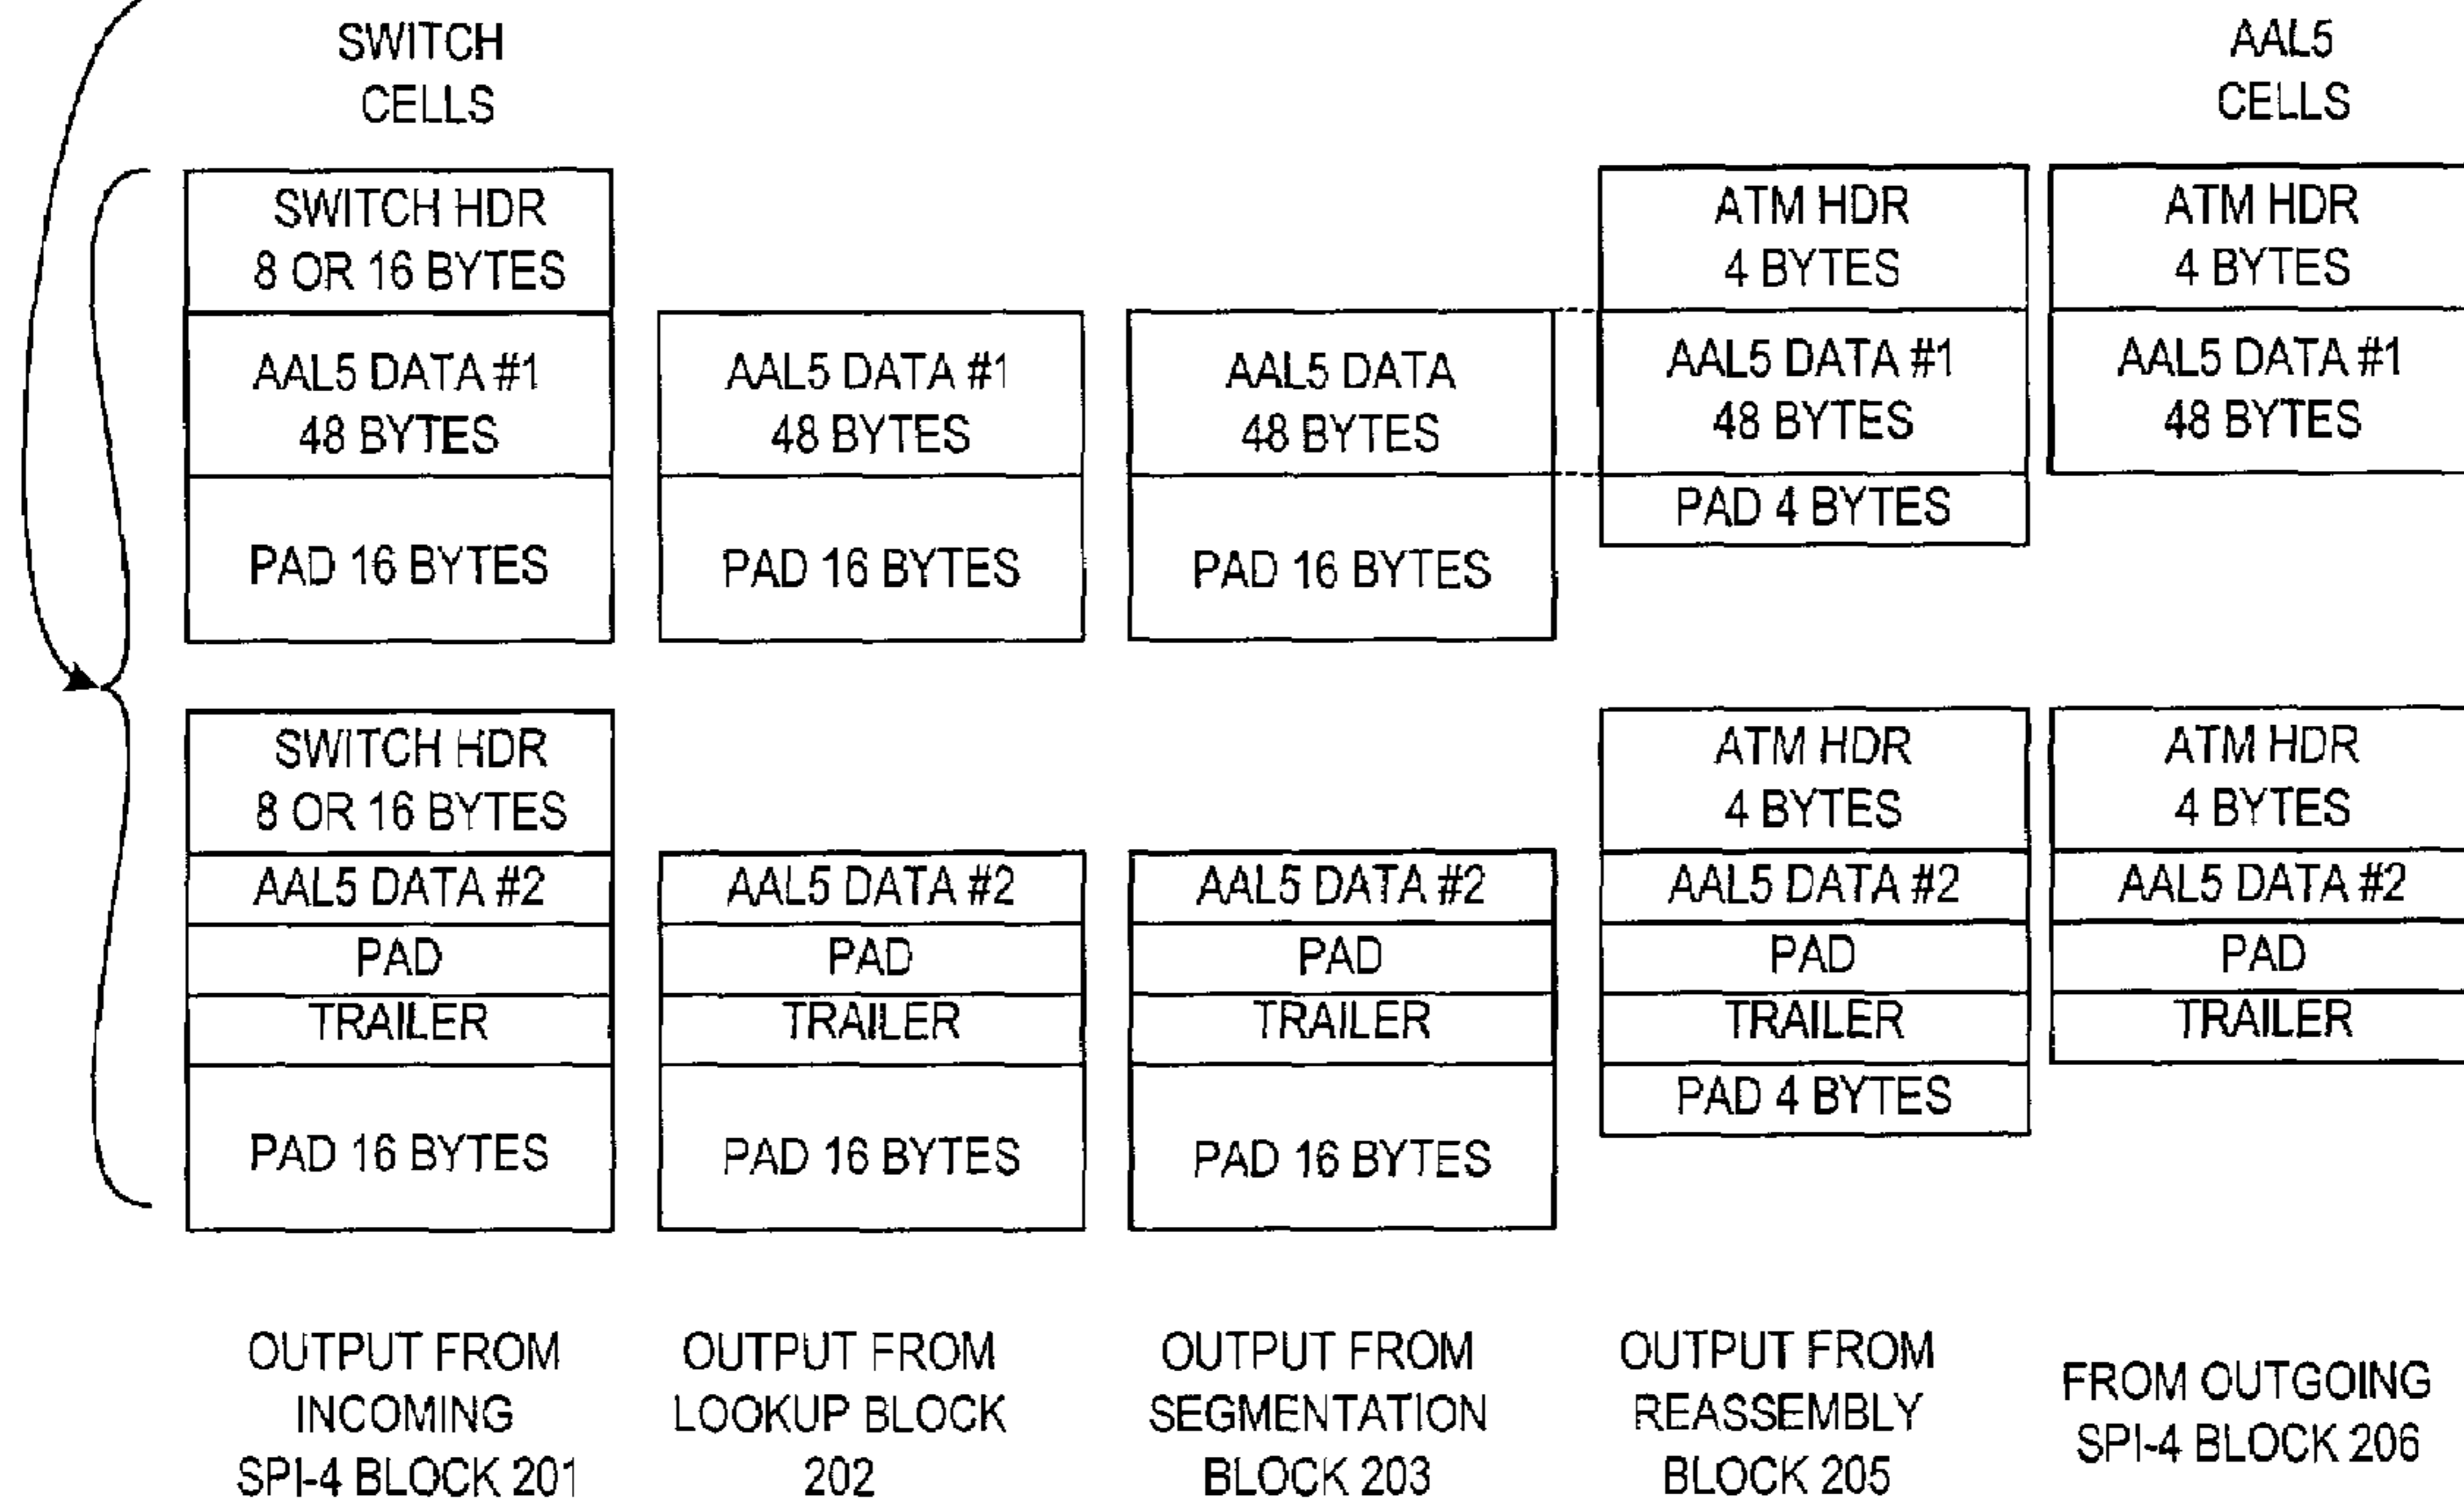 SWITCH
CELLS
AAL5
CELLS
SWITCH HDR
8 OR 16 BYTES
AAL5 DATA #1
48 BYTES
PAD 16 BYTES
AAL5 DATA #1
48 BYTES
PAD 16 BYTES
AAL5 DATA
48 BYTES
PAD 16 BYTES
ATM HDR
4 BYTES
AAL5 DATA #1
48 BYTES
PAD 4 BYTES
ATM HDR
4 BYTES
AAL5 DATA #1
48 BYTES
SWITCH HDR
8 OR 16 BYTES
AAL5 DATA #2
PAD
TRAILER
PAD 16 BYTES
AAL5 DATA #2
PAD
TRAILER
PAD 16 BYTES
AAL5 DATA #2
PAD
TRAILER
PAD 16 BYTES
ATM HDR
4 BYTES
AAL5 DATA #2
PAD
TRAILER
PAD 4 BYTES
ATM HDR
4 BYTES
AAL5 DATA #2
PAD
TRAILER
OUTPUT FROM
INCOMING
SPI-4 BLOCK 201
OUTPUT FROM
LOOKUP BLOCK
202
OUTPUT FROM
SEGMENTATION
BLOCK 203
OUTPUT FROM
REASSEMBLY
BLOCK 205
FROM OUTGOING
SPI-4 BLOCK 206